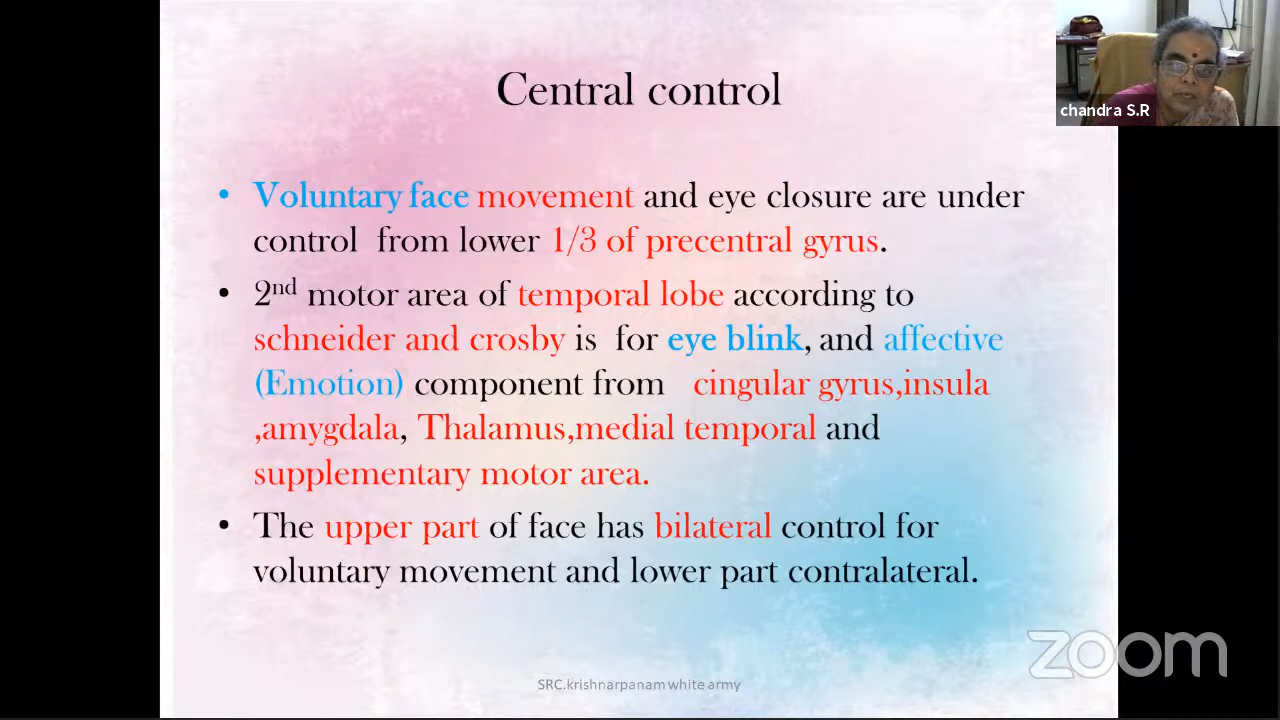 Central control
chandra S.R
• Voluntary face movement and eye closure are under
control from lower 1/3 of precentral gyrus.
• 2nd motor area of temporal lobe according to
schneider and crosby is for eye blink, and affective
(Emotion) component from cingular gyrus,insula
,amygdala, Thalamus,medial temporal and
supplementary motor area.
• The upper part of face has bilateral control for
voluntary movement and lower part contralateral.
zoom
SRC.krishnarpanam white army